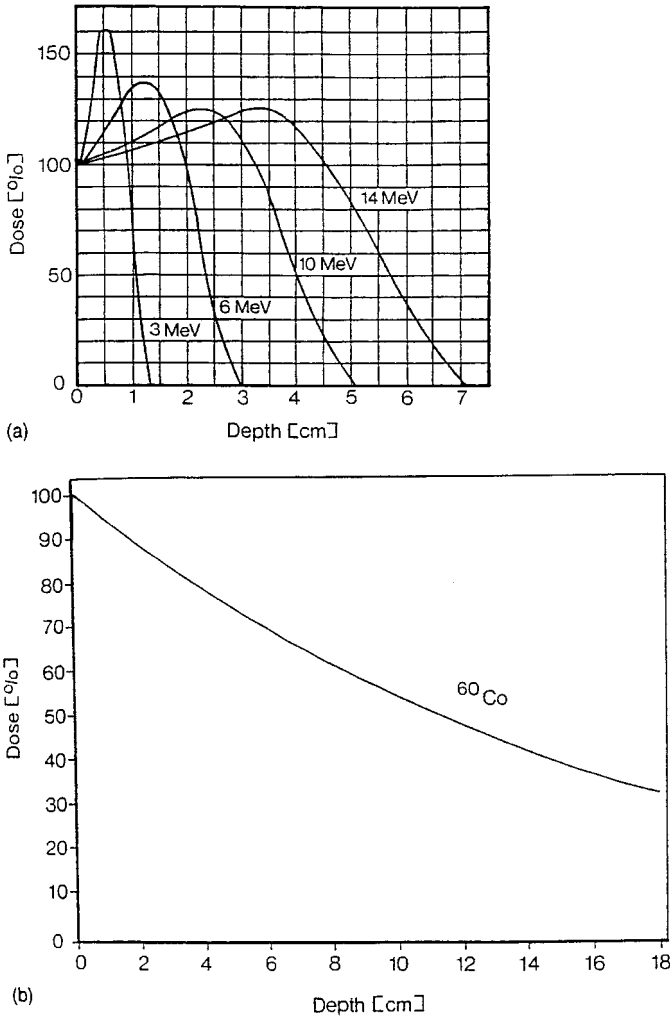 150
100
50
0
Dose [%]
14 MeV
10 MeV
6 MeV
3 MeV
0 1 2 3 4 5 6 7
Depth [cm]
(a)
100
90
80
70
60
50
40
30
20
10
0
Dose [%]
60Co
0 2 4 6 8 10 12 14 16 18
Depth [cm]
(b)